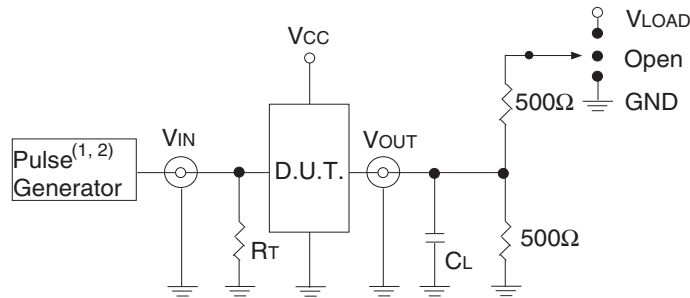 VCC
VLOAD
Open
GND
500Ω
VIN
VOUT
Pulse(1, 2)
Generator
D.U.T.
RT
CL
500Ω